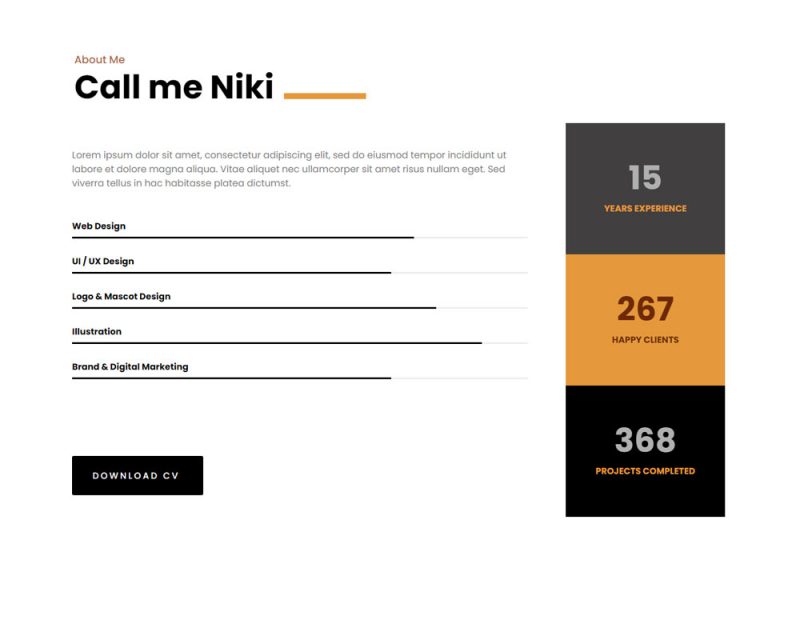 About Me
Call me Niki
Lorem ipsum dolor sit amet, consectetur adipiscing elit, sed do eiusmod tempor incididunt ut
labore et dolore magna aliqua. Vitae aliquet nec ullamcorper sit amet risus nullam eget. Sed
viverra tellus in hac habitasse platea dictumst.
Web Design
UI / UX Design
Logo & Mascot Design
Illustration
Brand & Digital Marketing
DOWNLOAD CV
15
YEARS EXPERIENCE
267
HAPPY CLIENTS
368
PROJECTS COMPLETED